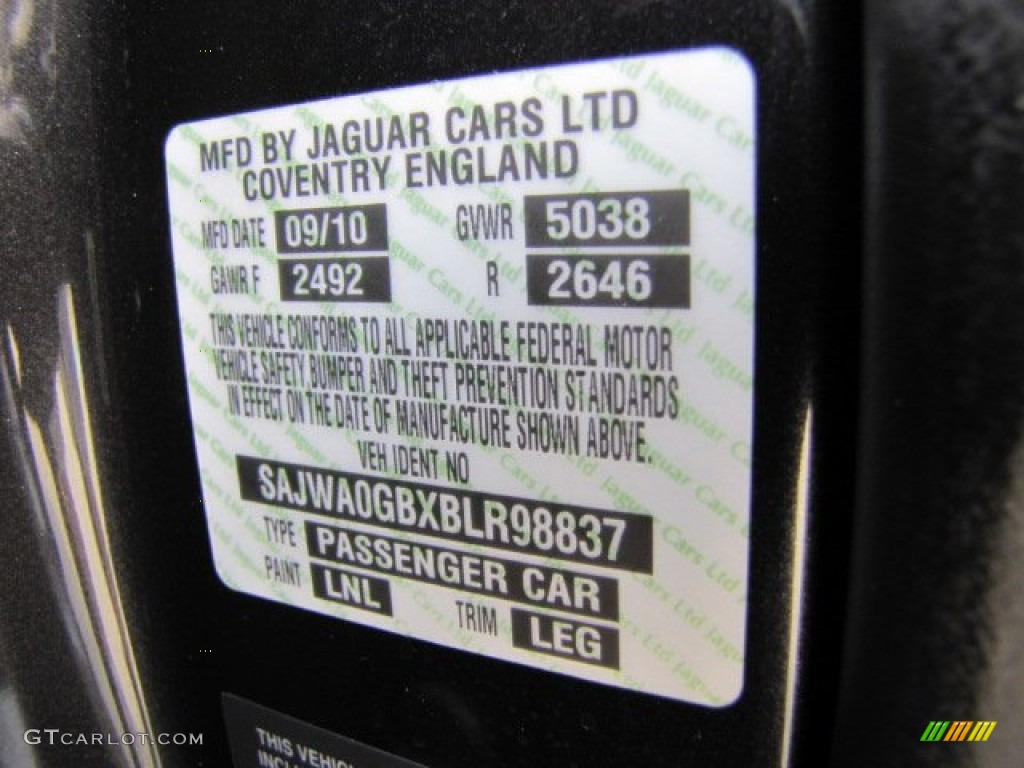 MFD BY JAGUAR CARS LTD
COVENTRY ENGLAND
MFD DATE 09/10 GVWR 5038
GAWR F 2492 R 2646
THIS VEHICLE CONFORMS TO ALL APPLICABLE FEDERAL MOTOR
VEHICLE SAFETY, BUMPER AND THEFT PREVENTION STANDARDS
IN EFFECT ON THE DATE OF MANUFACTURE SHOWN ABOVE.
VEH IDENT NO
SAJWA0GBXBLR98837
TYPE PASSENGER CAR
PAINT LNL TRIM LEG
THIS VEHIC
GTCARLOT.COM